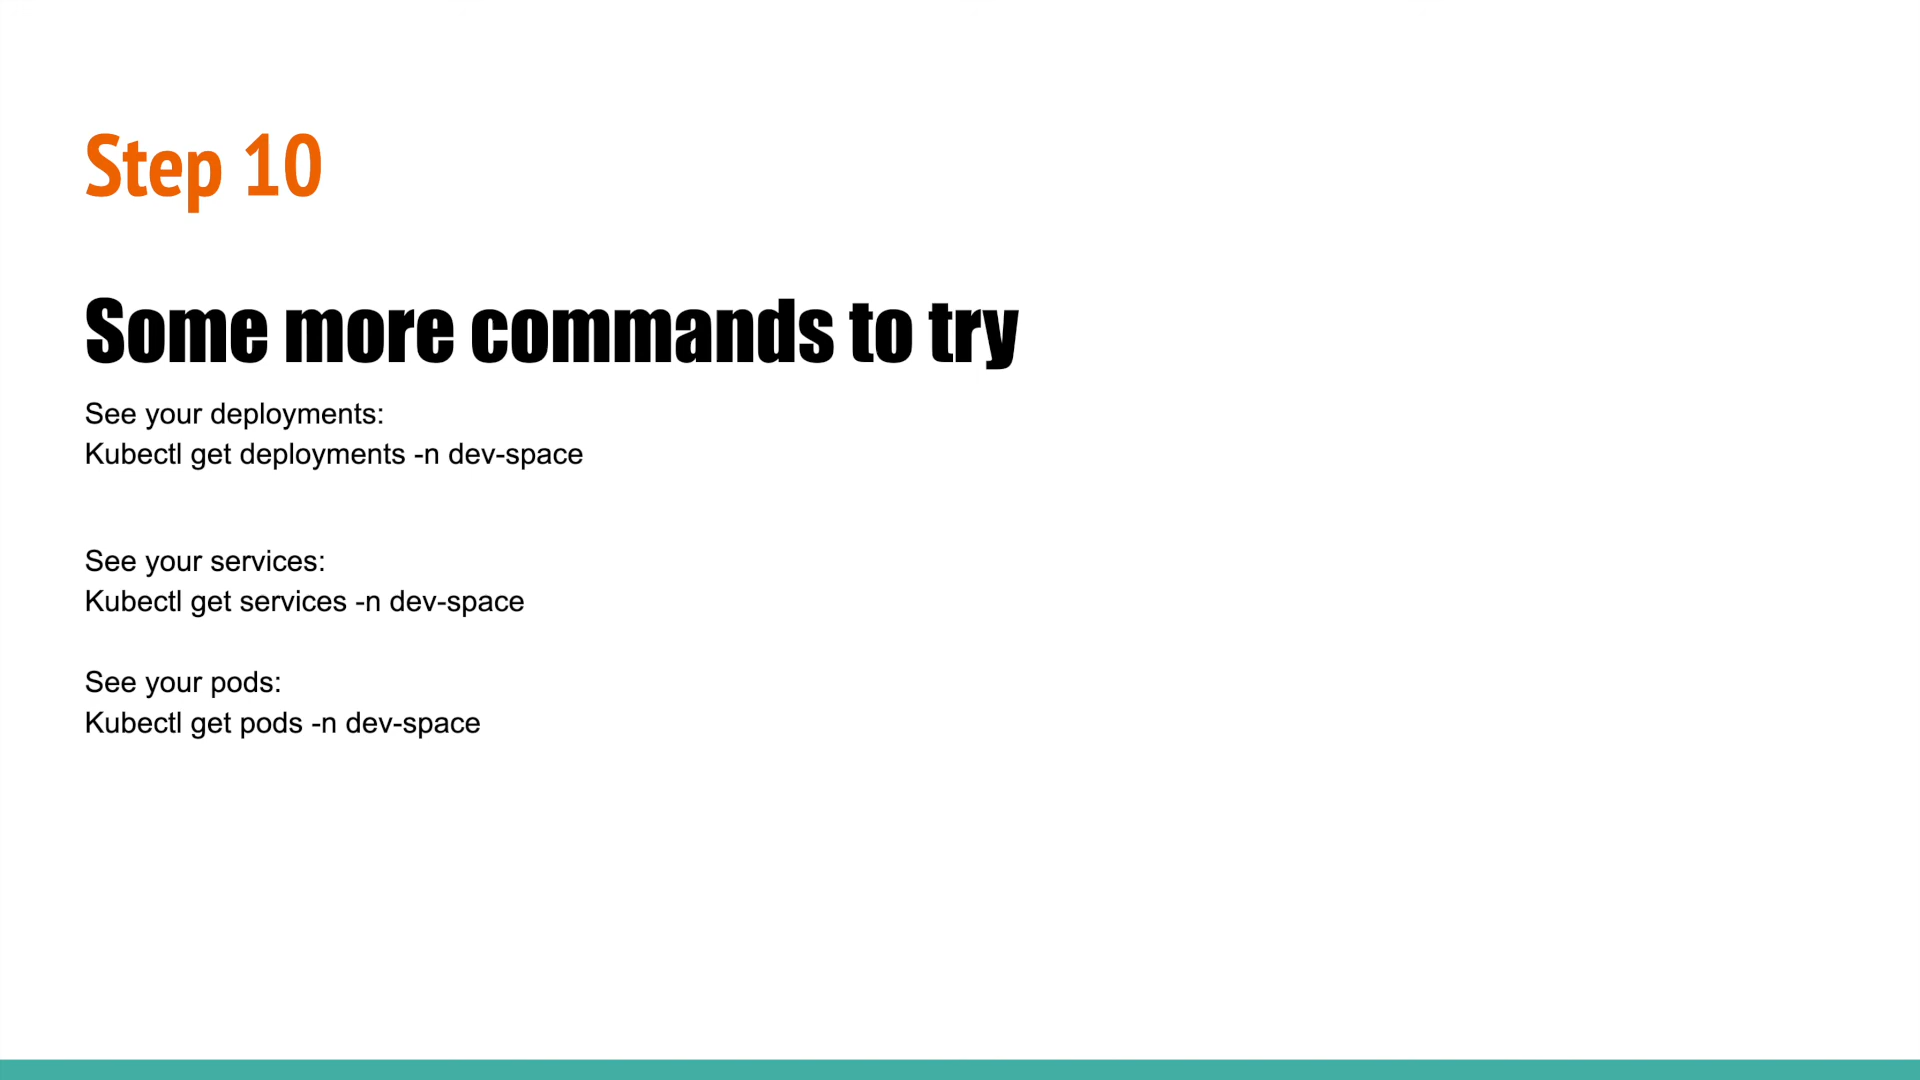 Step 10
Some more commands to try
See your deployments:
Kubectl get deployments -n dev-space
See your services:
Kubectl get services -n dev-space
See your pods:
Kubectl get pods -n dev-space